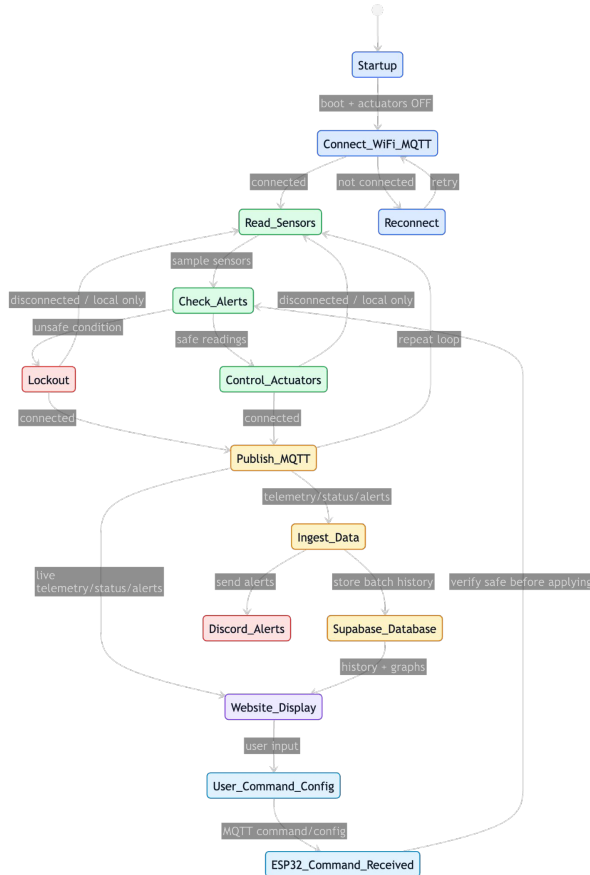 Startup
boot + actuators OFF
Connect_WiFi_MQTT
connected
not connected
retry
Reconnect
Read_Sensors
sample sensors
disconnected / local only
Check_Alerts
disconnected / local only
unsafe condition
safe readings
repeat loop
Lockout
Control_Actuators
connected
connected
Publish_MQTT
telemetry/status/alerts
Ingest_Data
live
telemetry/status/alerts
send alerts
store batch history
verify safe before applying
Discord_Alerts
Supabase_Database
history + graphs
Website_Display
user input
User_Command_Config
MQTT command/config
ESP32_Command_Received